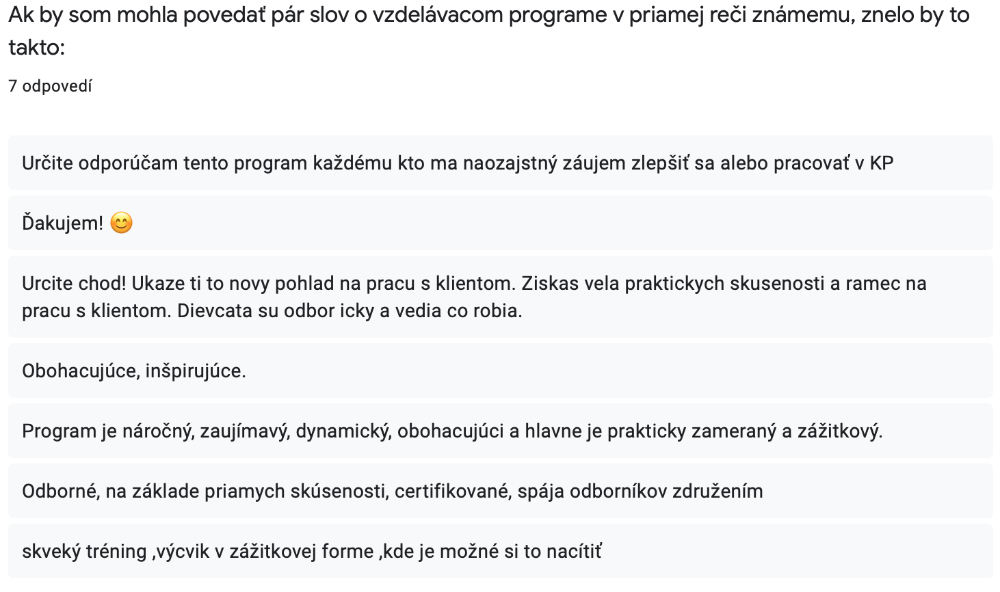 Ak by som mohla povedať pár slov o vzdelávacom programe v priamej reči známemu, znelo by to
takto:
7 odpovedí
Určite odporúčam tento program každému kto ma naozajstný záujem zlepšiť sa alebo pracovať v KP
Ďakujem! 😊
Urcite chod! Ukaze ti to novy pohlad na pracu s klientom. Ziskas vela praktickych skusenosti a ramec na
pracu s klientom. Dievcata su odbor icky a vedia co robia.
Obohacujúce, inšpirujúce.
Program je náročný, zaujímavý, dynamický, obohacujúci a hlavne je prakticky zameraný a zážitkový.
Odborné, na základe priamych skúsenosti, certifikované, spája odborníkov združením
skveký tréning ,výcvik v zážitkovej forme ,kde je možné si to nacítiť